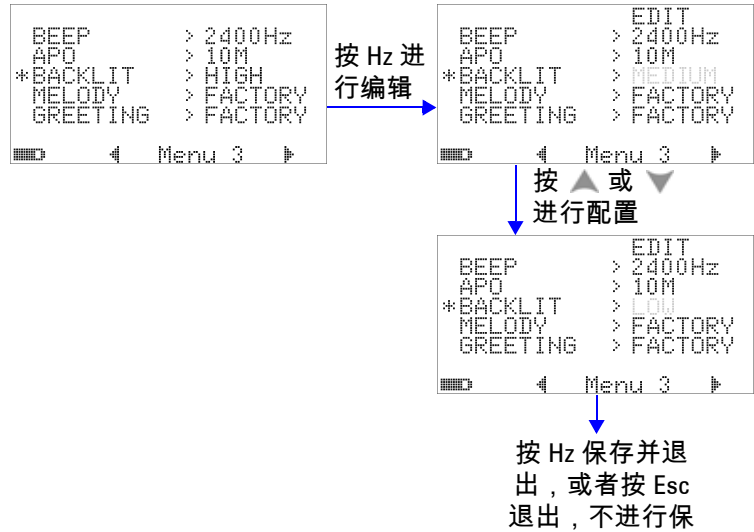 BEEP > 2400Hz
APO > 10M
*BACKLIT > HIGH
MELODY > FACTORY
GREETING > FACTORY
Menu 3
按 Hz 进
行编辑
EDIT
BEEP > 2400Hz
APO > 10M
*BACKLIT > MEDIUM
MELODY > FACTORY
GREETING > FACTORY
Menu 3
按 ▲ 或 ▼
进行配置
EDIT
BEEP > 2400Hz
APO > 10M
*BACKLIT > LOW
MELODY > FACTORY
GREETING > FACTORY
Menu 3
按 Hz 保存并退
出，或者按 Esc
退出，不进行保